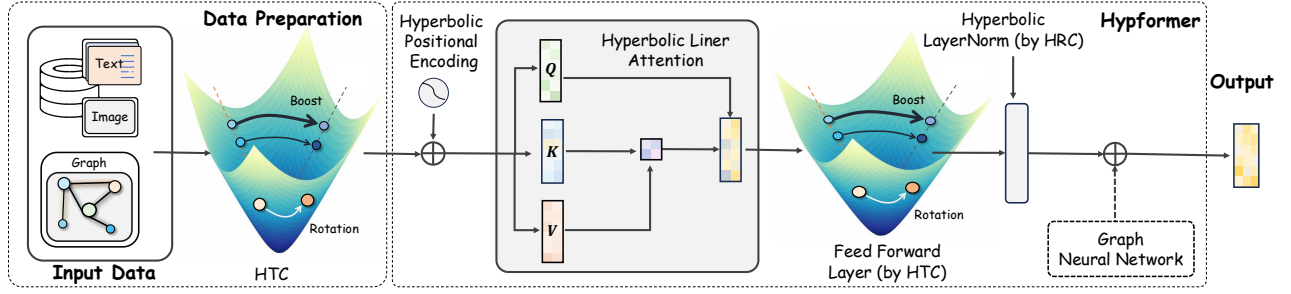 Data Preparation
Text
Image
Graph
Input Data
Boost
Rotation
HTC
Hyperbolic
Positional
Encoding
Hyperbolic Liner
Attention
Q
K
V
Boost
Rotation
Feed Forward
Layer (by HTC)
Hyperbolic
LayerNorm (by HRC)
Hypformer
Graph
Neural Network
Output